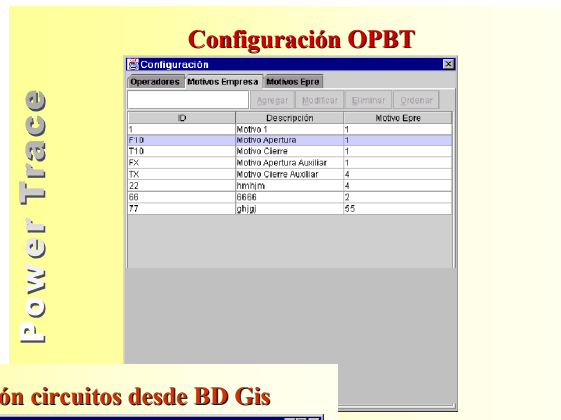 Configuración OPBT
Power Trace
Configuración
Operadores Motivos Empresa Motivos Epre
Agregar Modificar Eliminar Ordenar
ID Descripción Motivo Epre
1 Motivo 1 1
F10 Motivo Apertura 1
T10 Motivo Cierre 1
FX Motivo Apertura Auxiliar 1
TX Motivo Cierre Auxiliar 4
22 hmhjm 4
66 6666 2
77 ghjgj 55
ón circuitos desde BD Gis